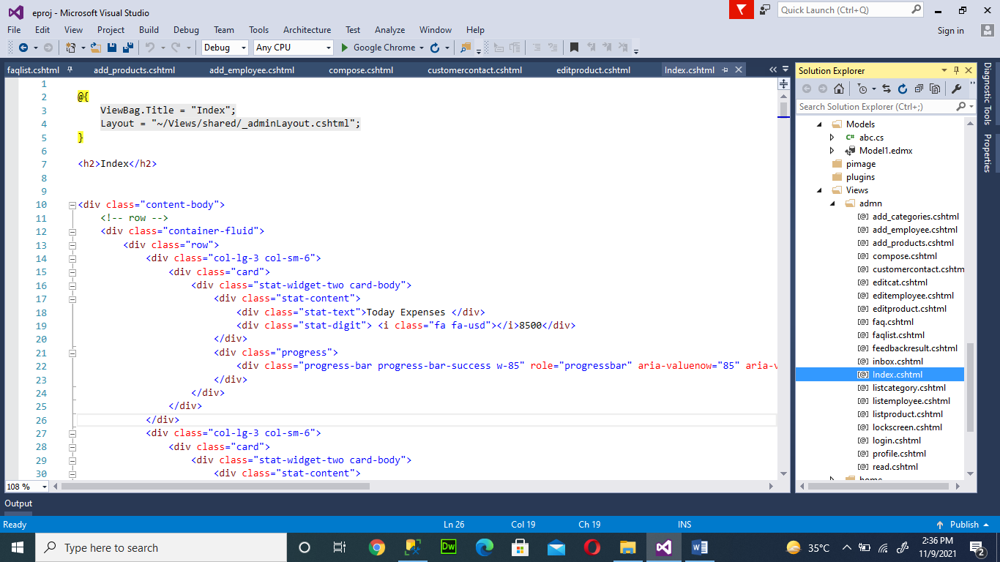 eproj - Microsoft Visual Studio
Quick Launch (Ctrl+Q)
File Edit View Project Build Debug Team Tools Architecture Test Analyze Window Help
Sign in
Debug Any CPU Google Chrome
faqlist.cshtml add_products.cshtml add_employee.cshtml compose.cshtml customercontact.cshtml editproduct.cshtml Index.cshtml
1
2 @{
3 ViewBag.Title = "Index";
4 Layout = "~/Views/shared/_adminLayout.cshtml";
5 }
6
7 <h2>Index</h2>
8
9
10 <div class="content-body">
11 <!-- row -->
12 <div class="container-fluid">
13 <div class="row">
14 <div class="col-lg-3 col-sm-6">
15 <div class="card">
16 <div class="stat-widget-two card-body">
17 <div class="stat-content">
18 <div class="stat-text">Today Expenses </div>
19 <div class="stat-digit"> <i class="fa fa-usd"></i>8500</div>
20 </div>
21 <div class="progress">
22 <div class="progress-bar progress-bar-success w-85" role="progressbar" aria-valuenow="85" aria-v
23 </div>
24 </div>
25 </div>
26 </div>
27 <div class="col-lg-3 col-sm-6">
28 <div class="card">
29 <div class="stat-widget-two card-body">
30 <div class="stat-content">
108 %
Solution Explorer
Search Solution Explorer (Ctrl+;)
Models
C# abc.cs
Model1.edmx
pimage
plugins
Views
admn
add_categories.cshtml
add_employee.cshtml
add_products.cshtml
compose.cshtml
customercontact.cshtm
editcat.cshtml
editemployee.cshtml
editproduct.cshtml
faq.cshtml
faqlist.cshtml
feedbackresult.cshtml
inbox.cshtml
Index.cshtml
listcategory.cshtml
listemployee.cshtml
listproduct.cshtml
lockscreen.cshtml
login.cshtml
profile.cshtml
read.cshtml
home
Diagnostic Tools
Properties
Output
Ready Ln 26 Col 19 Ch 19 INS Publish
Type here to search
Dw
35°C
2:36 PM
11/9/2021
2